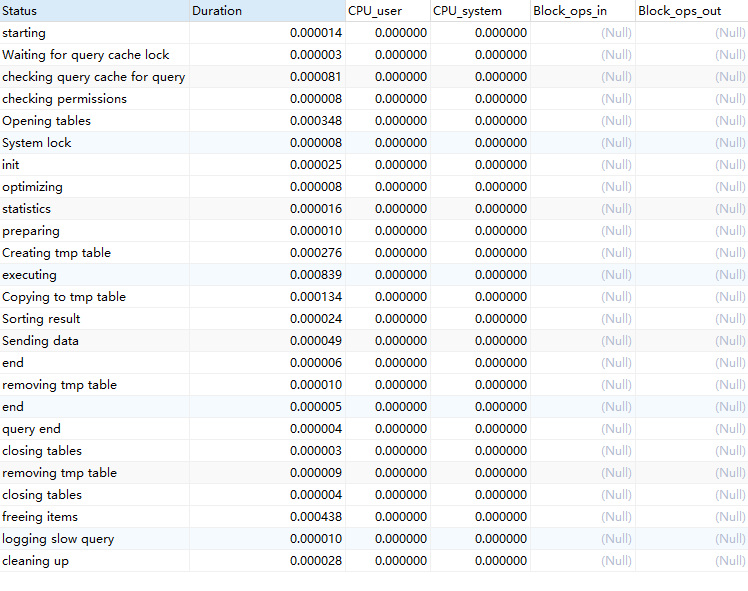 Status Duration CPU_user CPU_system Block_ops_in Block_ops_out
starting 0.000014 0.000000 0.000000 (Null) (Null)
Waiting for query cache lock 0.000003 0.000000 0.000000 (Null) (Null)
checking query cache for query 0.000081 0.000000 0.000000 (Null) (Null)
checking permissions 0.000008 0.000000 0.000000 (Null) (Null)
Opening tables 0.000348 0.000000 0.000000 (Null) (Null)
System lock 0.000008 0.000000 0.000000 (Null) (Null)
init 0.000025 0.000000 0.000000 (Null) (Null)
optimizing 0.000008 0.000000 0.000000 (Null) (Null)
statistics 0.000016 0.000000 0.000000 (Null) (Null)
preparing 0.000010 0.000000 0.000000 (Null) (Null)
Creating tmp table 0.000276 0.000000 0.000000 (Null) (Null)
executing 0.000839 0.000000 0.000000 (Null) (Null)
Copying to tmp table 0.000134 0.000000 0.000000 (Null) (Null)
Sorting result 0.000024 0.000000 0.000000 (Null) (Null)
Sending data 0.000049 0.000000 0.000000 (Null) (Null)
end 0.000006 0.000000 0.000000 (Null) (Null)
removing tmp table 0.000010 0.000000 0.000000 (Null) (Null)
end 0.000005 0.000000 0.000000 (Null) (Null)
query end 0.000004 0.000000 0.000000 (Null) (Null)
closing tables 0.000003 0.000000 0.000000 (Null) (Null)
removing tmp table 0.000009 0.000000 0.000000 (Null) (Null)
closing tables 0.000004 0.000000 0.000000 (Null) (Null)
freeing items 0.000438 0.000000 0.000000 (Null) (Null)
logging slow query 0.000010 0.000000 0.000000 (Null) (Null)
cleaning up 0.000028 0.000000 0.000000 (Null) (Null)